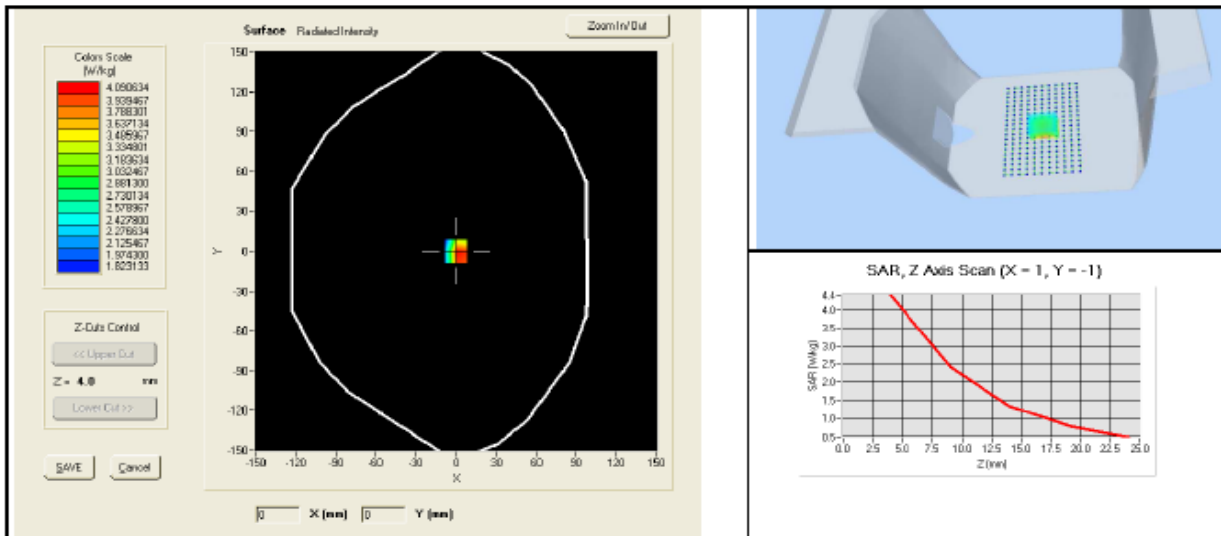 Surface Radiated Intensity
Zoom In/Out
Colors Scale
(W/kg)
4.090634
3.939467
3.788301
3.637134
3.485967
3.334801
3.183634
3.032467
2.881300
2.730134
2.578967
2.427800
2.276634
2.125467
1.974300
1.823133
Z-Cuts Control
<< Upper Cut
Z = 4.0 mm
Lower Cut >>
SAVE Cancel
150
120
90
60
30
0
-30
-60
-90
-120
-150
Y
-150 -120 -90 -60 -30 0 30 60 90 120 150
X
0 X (mm) 0 Y (mm)
SAR, Z Axis Scan (X = 1, Y = -1)
4.4
4.0
3.5
3.0
2.5
2.0
1.5
1.0
0.5
SAR (W/kg)
0.0 2.5 5.0 7.5 10.0 12.5 15.0 17.5 20.0 25.0
Z (mm)